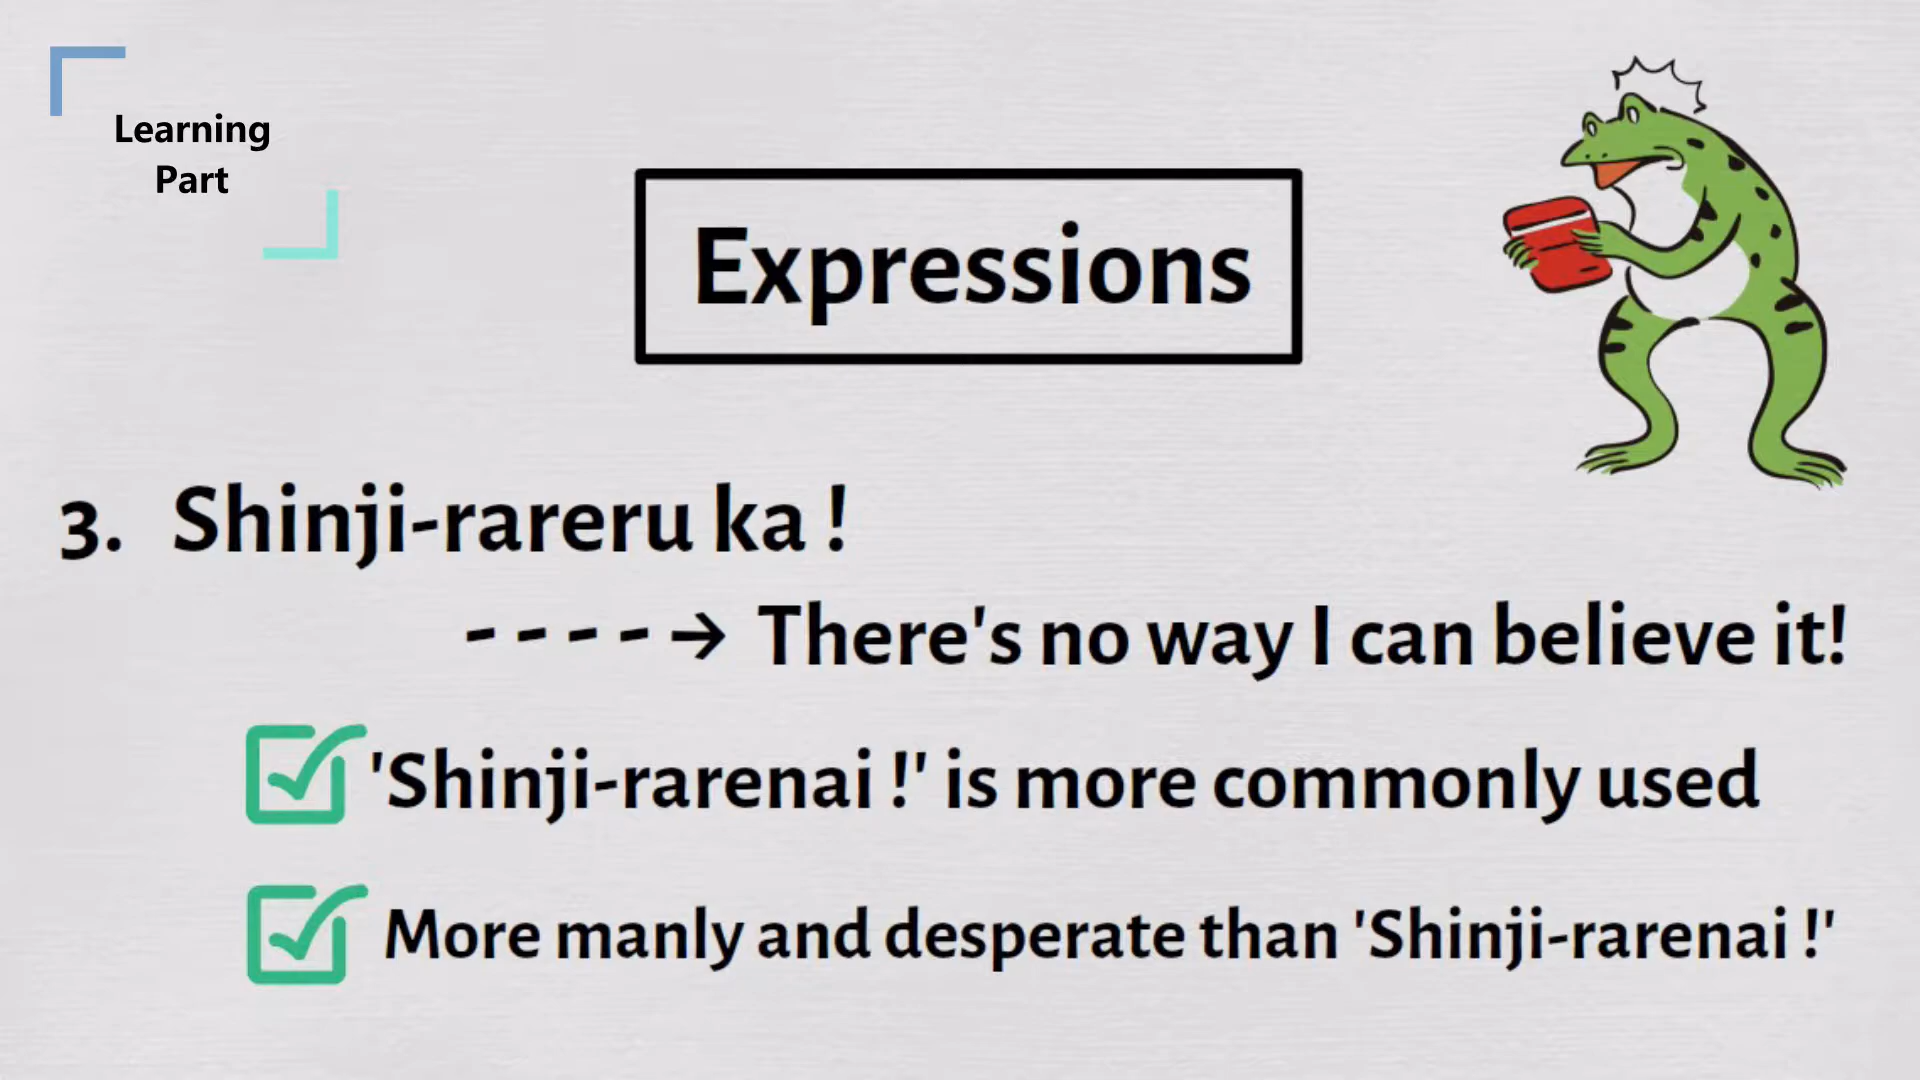 Learning
Part
Expressions
3. Shinji-rareru ka !
----→ There's no way I can believe it!
'Shinji-rarenai !' is more commonly used
More manly and desperate than 'Shinji-rarenai !'